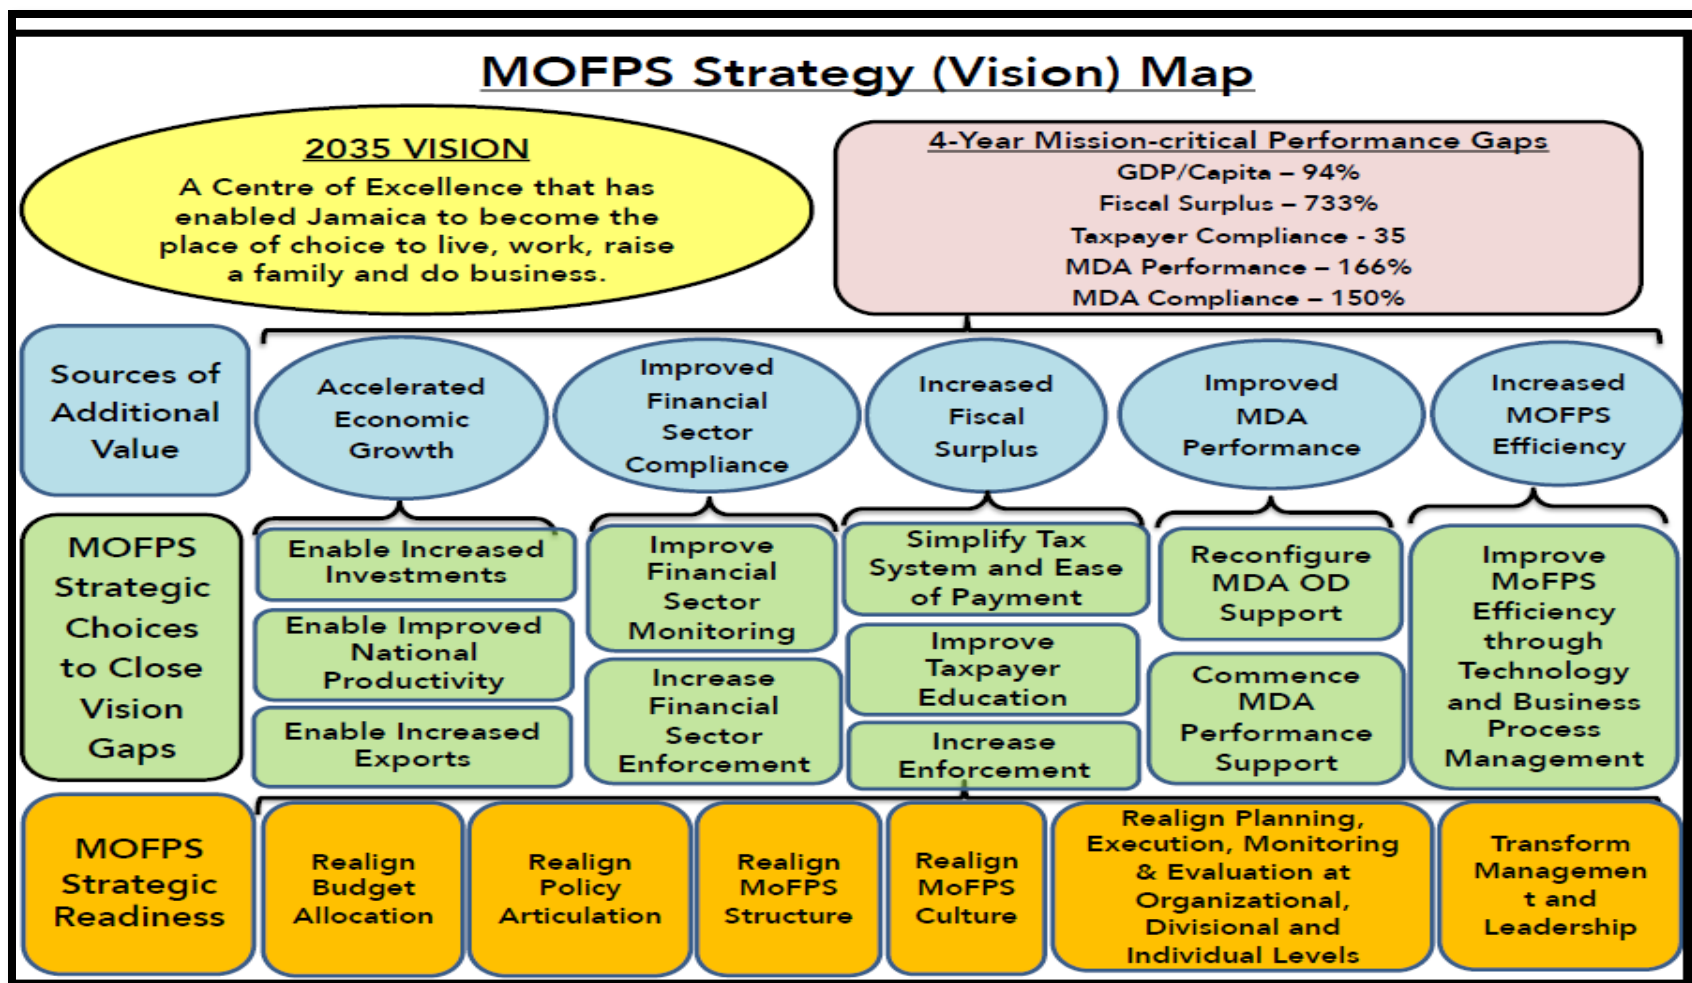 MOFPS Strategy (Vision) Map
2035 VISION
A Centre of Excellence that has
enabled Jamaica to become the
place of choice to live, work, raise
a family and do business.
4-Year Mission-critical Performance Gaps
GDP/Capita – 94%
Fiscal Surplus – 733%
Taxpayer Compliance - 35
MDA Performance – 166%
MDA Compliance – 150%
Sources of
Additional
Value
Accelerated
Economic
Growth
Improved
Financial
Sector
Compliance
Increased
Fiscal
Surplus
Improved
MDA
Performance
Increased
MOFPS
Efficiency
MOFPS
Strategic
Choices
to Close
Vision
Gaps
Enable Increased
Investments
Enable Improved
National
Productivity
Enable Increased
Exports
Improve
Financial
Sector
Monitoring
Increase
Financial
Sector
Enforcement
Simplify Tax
System and Ease
of Payment
Improve
Taxpayer
Education
Increase
Enforcement
Reconfigure
MDA OD
Support
Commence
MDA
Performance
Support
Improve
MoFPS
Efficiency
through
Technology
and Business
Process
Management
MOFPS
Strategic
Readiness
Realign
Budget
Allocation
Realign
Policy
Articulation
Realign
MoFPS
Structure
Realign
MoFPS
Culture
Realign Planning,
Execution, Monitoring
& Evaluation at
Organizational,
Divisional and
Individual Levels
Transform
Managemen
t and
Leadership